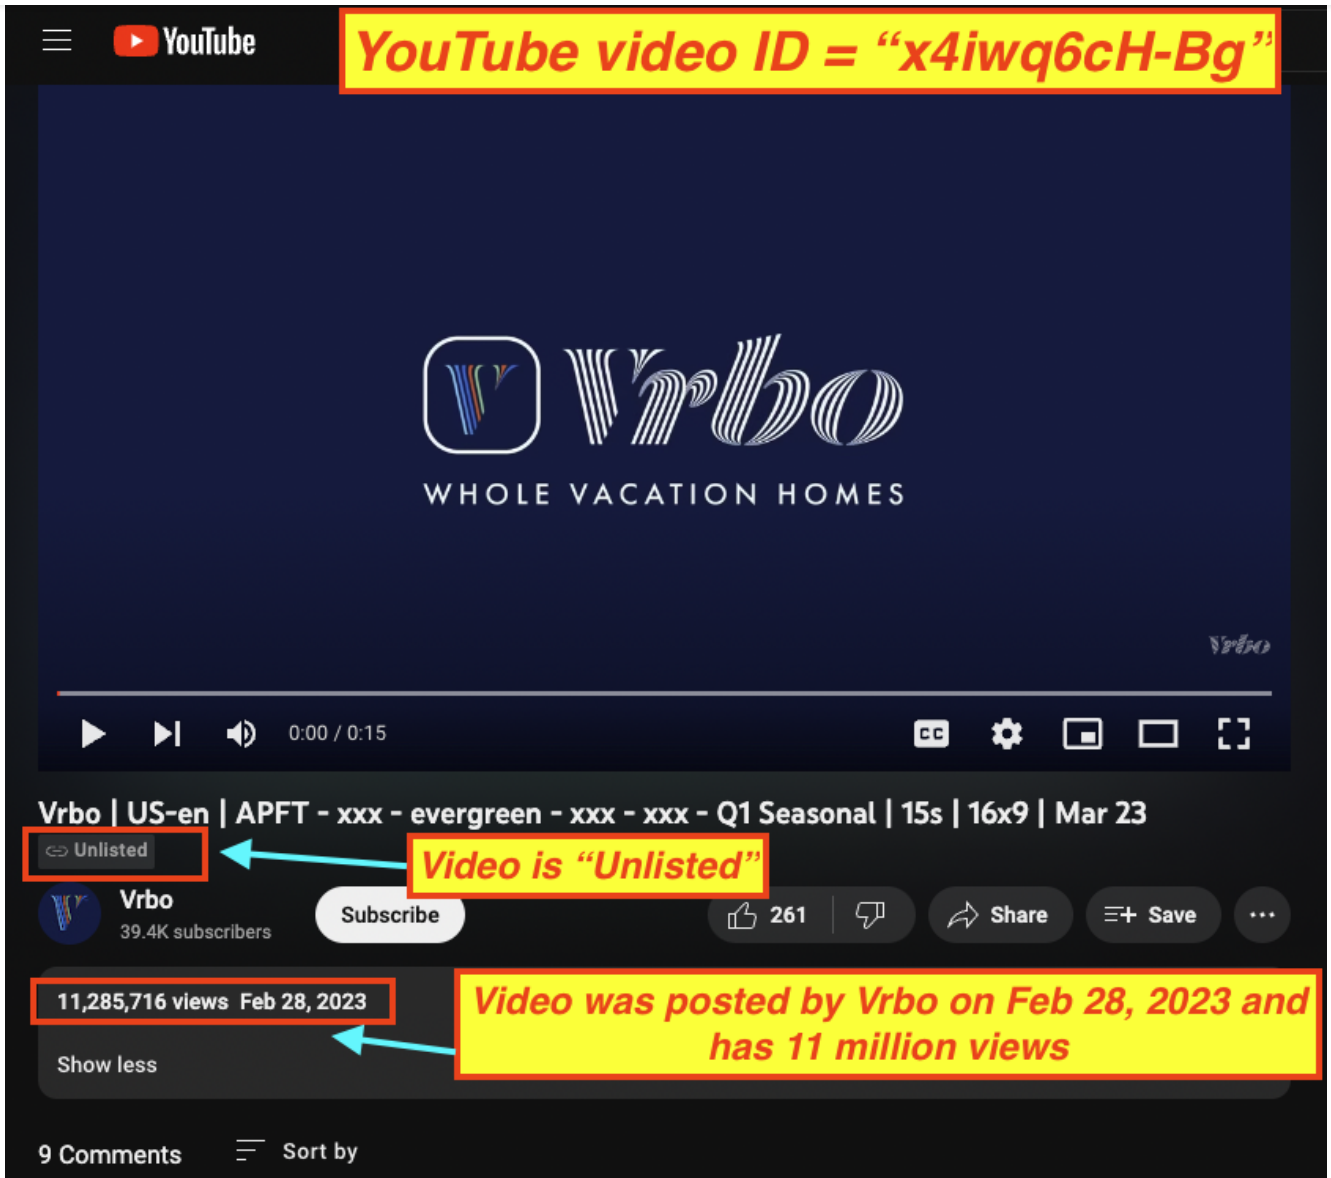 YouTube
YouTube video ID = “x4iwq6cH-Bg”
V Vrbo
WHOLE VACATION HOMES
Vrbo
0:00 / 0:15
CC
Vrbo | US-en | APFT - xxx - evergreen - xxx - xxx - Q1 Seasonal | 15s | 16x9 | Mar 23
Unlisted
Video is “Unlisted”
Vrbo
39.4K subscribers
Subscribe
261
Share
Save
11,285,716 views Feb 28, 2023
Video was posted by Vrbo on Feb 28, 2023 and
has 11 million views
Show less
9 Comments
Sort by